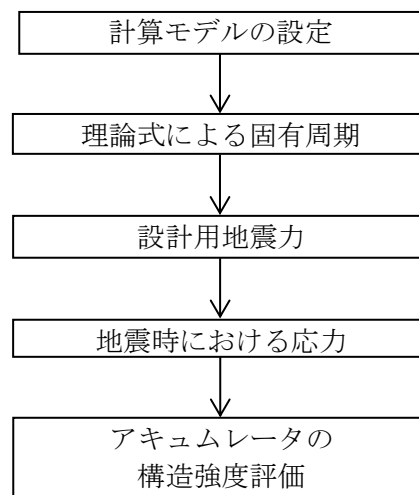 計算モデルの設定
理論式による固有周期
設計用地震力
地震時における応力
アキュムレータの
構造強度評価